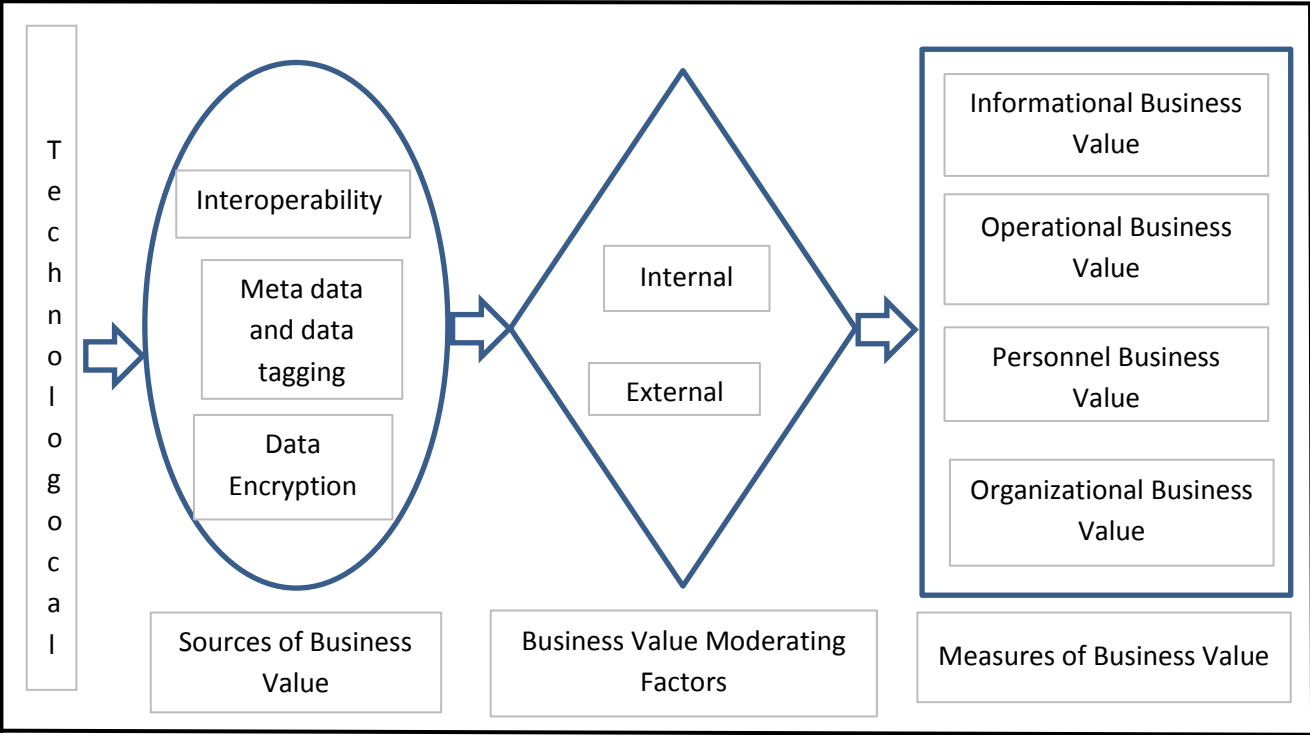 Technologocal
Interoperability
Meta data
and data
tagging
Data
Encryption
Sources of Business
Value
Internal
External
Business Value Moderating
Factors
Informational Business
Value
Operational Business
Value
Personnel Business
Value
Organizational Business
Value
Measures of Business Value